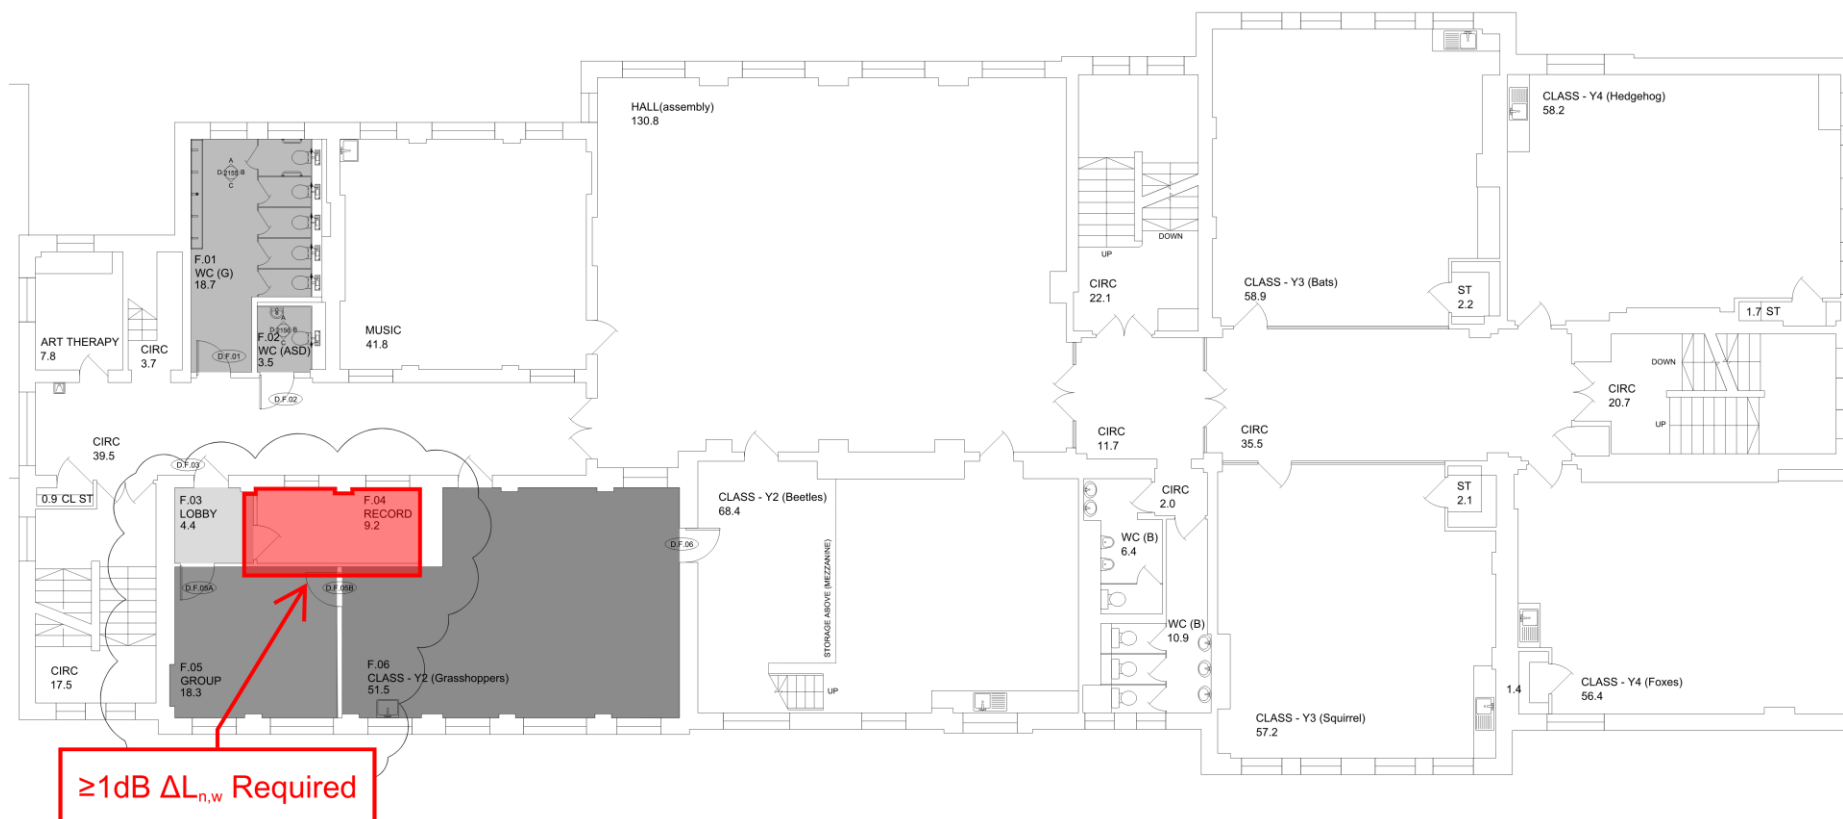 HALL(assembly)
130.8
CLASS - Y4 (Hedgehog)
58.2
A
D 2155 B
C
F.01
WC (G)
18.7
DOWN
UP
CIRC
22.1
CLASS - Y3 (Bats)
58.9
ST
2.2
1.7 ST
ART THERAPY
7.8
CIRC
3.7
A
D 2156 B
C
F.02
WC (ASD)
3.5
MUSIC
41.8
D.F.01
D.F.02
DOWN
UP
CIRC
20.7
CIRC
39.5
CIRC
11.7
CIRC
35.5
D.F.03
0.9 CL ST
F.03
LOBBY
4.4
F.04
RECORD
9.2
CLASS - Y2 (Beetles)
68.4
CIRC
2.0
ST
2.1
D.F.06
WC (B)
6.4
D.F.05A
D.F.05B
STORAGE ABOVE (MEZZANINE)
WC (B)
10.9
CIRC
17.5
F.05
GROUP
18.3
F.06
CLASS - Y2 (Grasshoppers)
51.5
UP
1.4
CLASS - Y4 (Foxes)
56.4
CLASS - Y3 (Squirrel)
57.2
≥1dB ΔLn,w Required